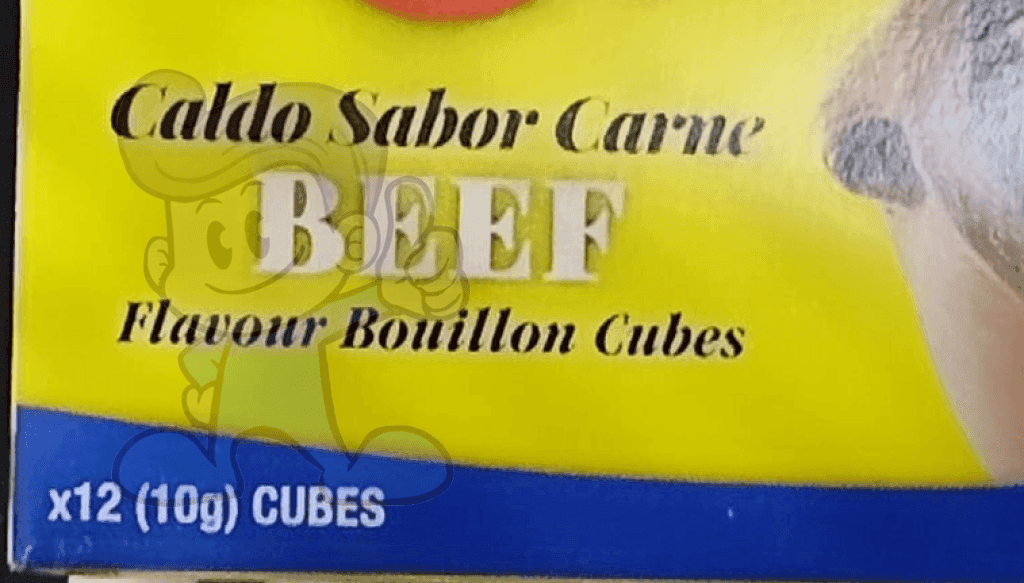 Caldo Sabor Carne
BEEF
Flavour Bouillon Cubes
x12 (10g) CUBES